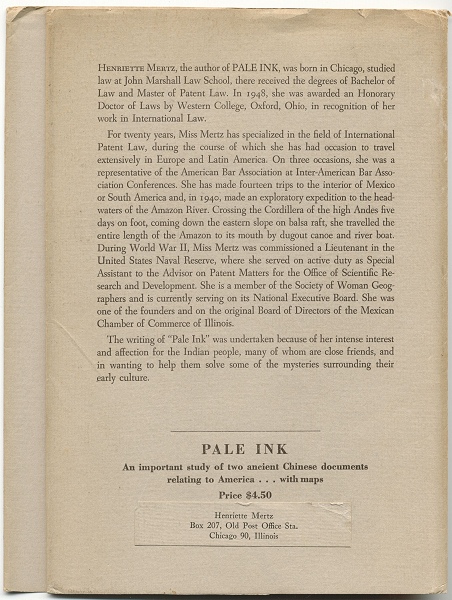 HENRIETTE MERTZ, the author of PALE INK, was born in Chicago, studied
law at John Marshall Law School, there received the degrees of Bachelor of
Law and Master of Patent Law. In 1948, she was awarded an Honorary
Doctor of Laws by Western College, Oxford, Ohio, in recognition of her
work in International Law.
For twenty years, Miss Mertz has specialized in the field of International
Patent Law, during the course of which she has had occasion to travel
extensively in Europe and Latin America. On three occasions, she was a
representative of the American Bar Association at Inter-American Bar Asso-
ciation Conferences. She has made fourteen trips to the interior of Mexico
or South America and, in 1940, made an exploratory expedition to the head-
waters of the Amazon River. Crossing the Cordillera of the high Andes five
days on foot, coming down the eastern slope on balsa raft, she travelled the
entire length of the Amazon to its mouth by dugout canoe and river boat.
During World War II, Miss Mertz was commissioned a Lieutenant in the
United States Naval Reserve, where she served on active duty as Special
Assistant to the Advisor on Patent Matters for the Office of Scientific Re-
search and Development. She is a member of the Society of Woman Geog-
raphers and is currently serving on its National Executive Board. She was
one of the founders and on the original Board of Directors of the Mexican
Chamber of Commerce of Illinois.
The writing of "Pale Ink" was undertaken because of her intense interest
and affection for the Indian people, many of whom are close friends, and
in wanting to help them solve some of the mysteries surrounding their
early culture.
PALE INK
An important study of two ancient Chinese documents
relating to America . . . with maps
Price $4.50
Henriette Mertz
Box 207, Old Post Office Sta.
Chicago 90, Illinois